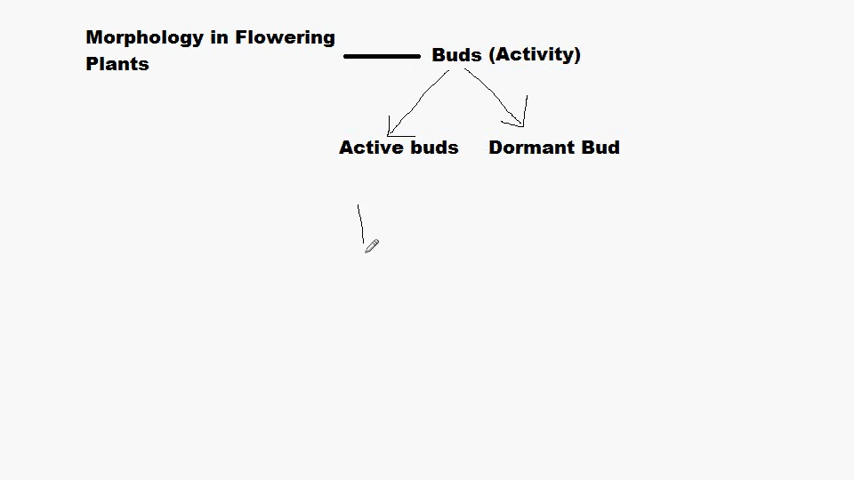 Morphology in Flowering
Plants
Buds (Activity)
Active buds
Dormant Bud